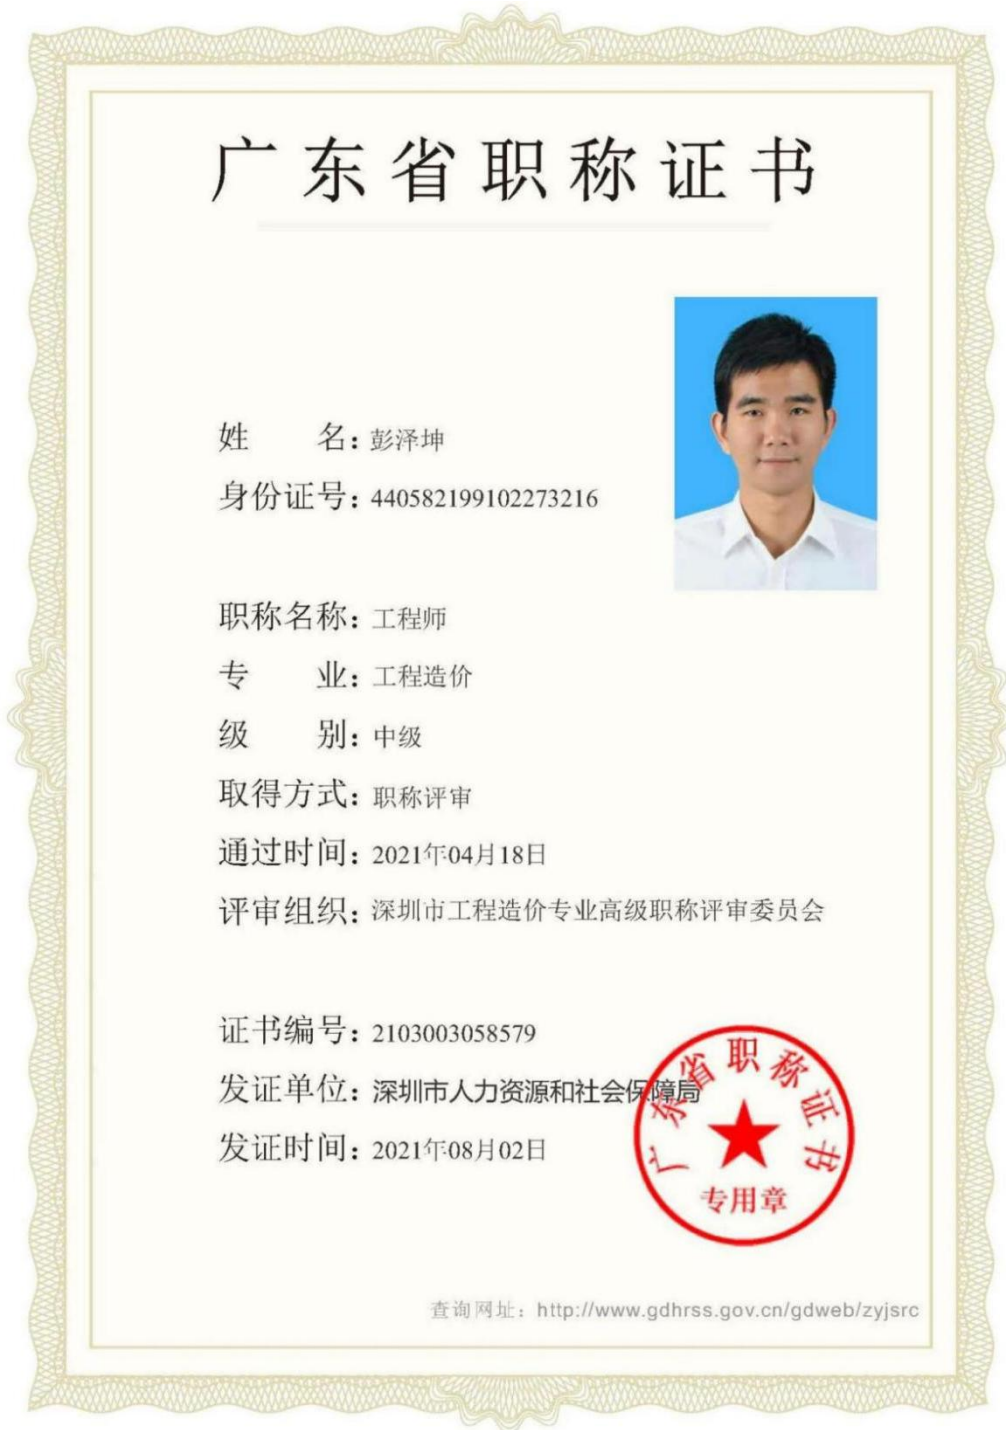 广东省职称证书
姓 名：彭泽坤
身份证号：440582199102273216
职称名称：工程师
专 业：工程造价
级 别：中级
取得方式：职称评审
通过时间：2021年04月18日
评审组织：深圳市工程造价专业高级职称评审委员会
证书编号：2103003058579
发证单位：深圳市人力资源和社会保障局
发证时间：2021年08月02日
广东省职称证书
专用章
查询网址：http://www.gdhrss.gov.cn/gdweb/zyjsrc